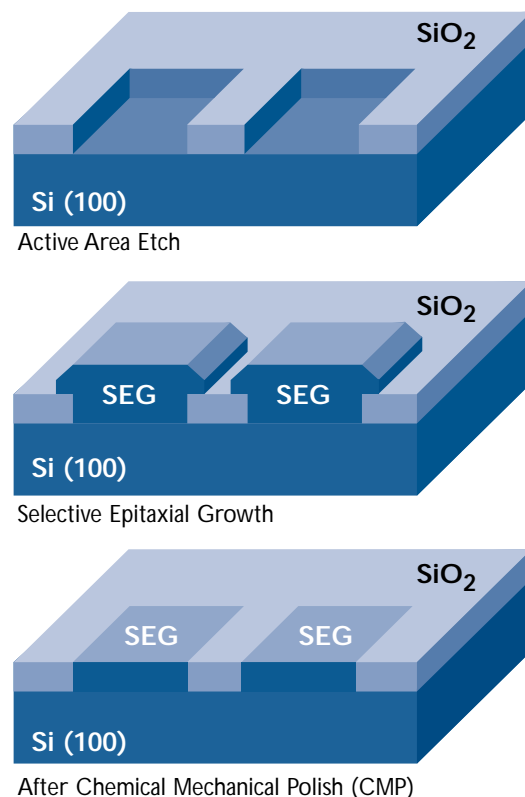 SiO₂
Si (100)
Active Area Etch
SiO₂
SEG SEG
Si (100)
Selective Epitaxial Growth
SiO₂
SEG SEG
Si (100)
After Chemical Mechanical Polish (CMP)